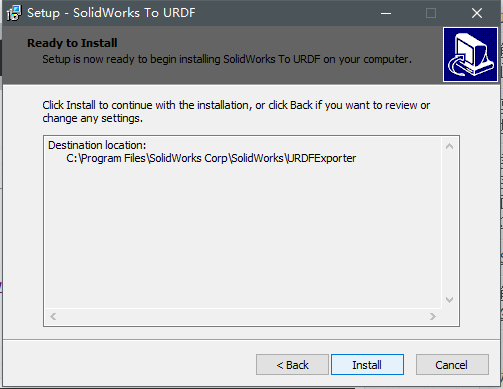 Setup - SolidWorks To URDF
Ready to Install
Setup is now ready to begin installing SolidWorks To URDF on your computer.
Click Install to continue with the installation, or click Back if you want to review or
change any settings.
Destination location:
C:\Program Files\SolidWorks Corp\SolidWorks\URDFExporter
< Back
Install
Cancel